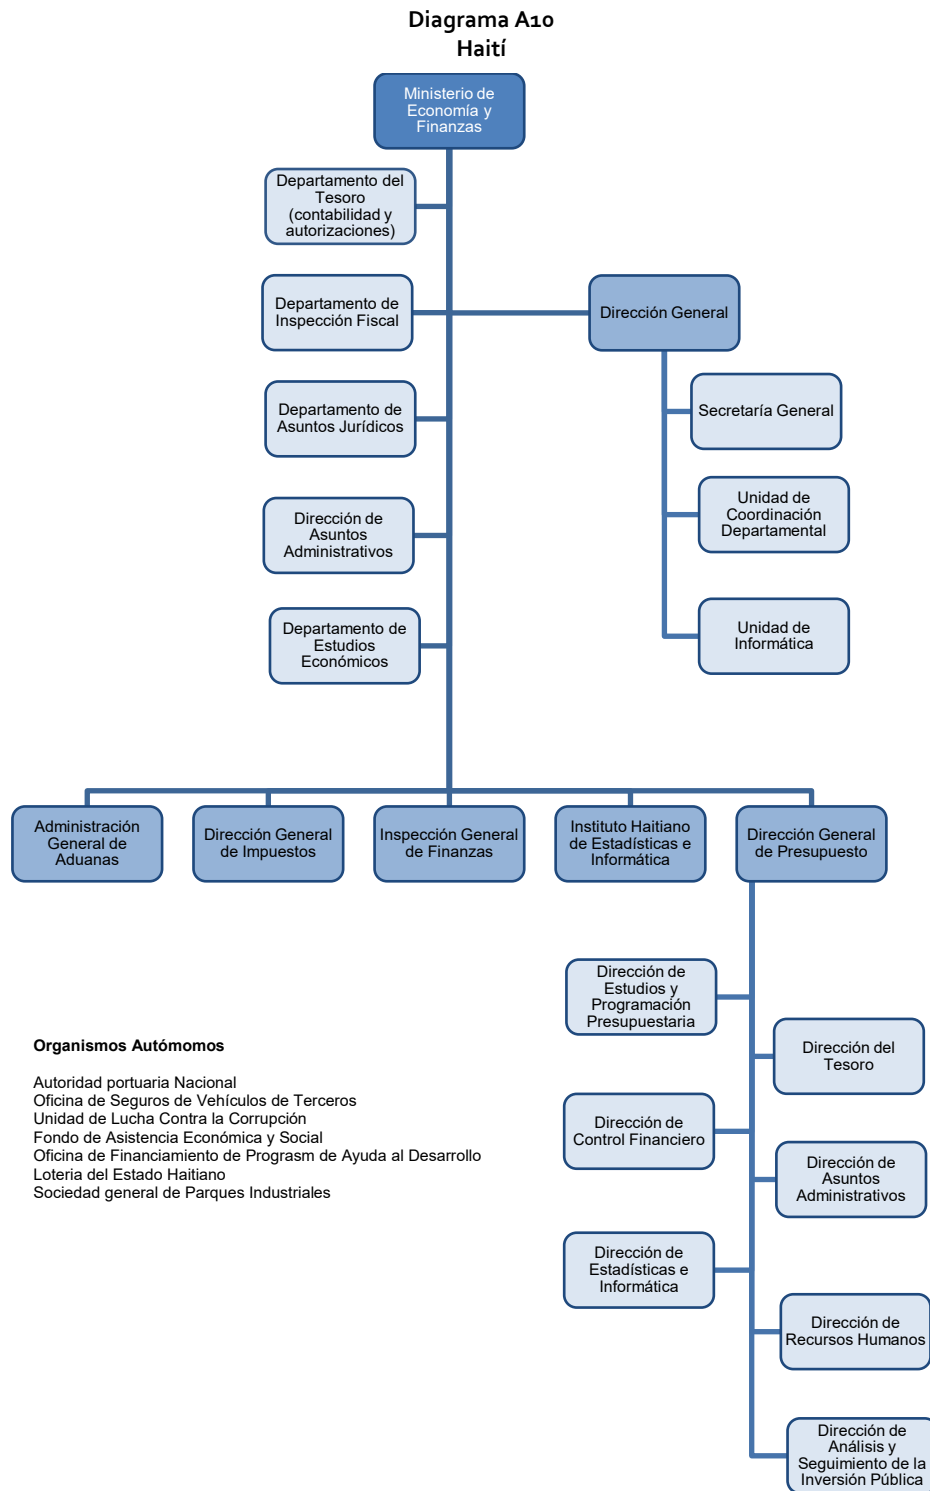 Diagrama A10
Haití
Ministerio de
Economía y
Finanzas
Departamento del
Tesoro
(contabilidad y
autorizaciones)
Departamento de
Inspección Fiscal
Dirección General
Departamento de
Asuntos Jurídicos
Secretaría General
Dirección de
Asuntos
Administrativos
Unidad de
Coordinación
Departamental
Departamento de
Estudios
Económicos
Unidad de
Informática
Administración
General de
Aduanas
Dirección General
de Impuestos
Inspección General
de Finanzas
Instituto Haitiano
de Estadísticas e
Informática
Dirección General
de Presupuesto
Dirección de
Estudios y
Programación
Presupuestaria
Dirección del
Tesoro
Dirección de
Control Financiero
Dirección de
Asuntos
Administrativos
Dirección de
Estadísticas e
Informática
Dirección de
Recursos Humanos
Dirección de
Análisis y
Seguimiento de la
Inversión Pública
Organismos Autómomos
Autoridad portuaria Nacional
Oficina de Seguros de Vehículos de Terceros
Unidad de Lucha Contra la Corrupción
Fondo de Asistencia Económica y Social
Oficina de Financiamiento de Prograsm de Ayuda al Desarrollo
Loteria del Estado Haitiano
Sociedad general de Parques Industriales